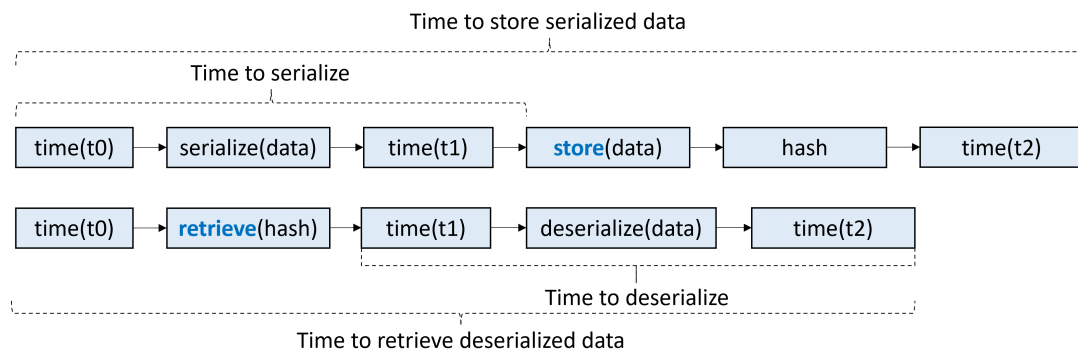 Time to store serialized data
Time to serialize
time(t0) serialize(data) time(t1) store(data) hash time(t2)
time(t0) retrieve(hash) time(t1) deserialize(data) time(t2)
Time to deserialize
Time to retrieve deserialized data